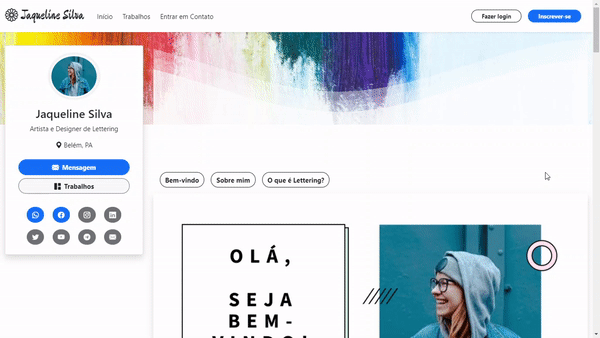 Jaqueline Silva
Início
Trabalhos
Entrar em Contato
Fazer login
Inscrever-se
Jaqueline Silva
Artista e Designer de Lettering
Belém, PA
Mensagem
Trabalhos
Bem-vindo
Sobre mim
O que é Lettering?
OLÁ,
SEJA
BEM-
VINDO!